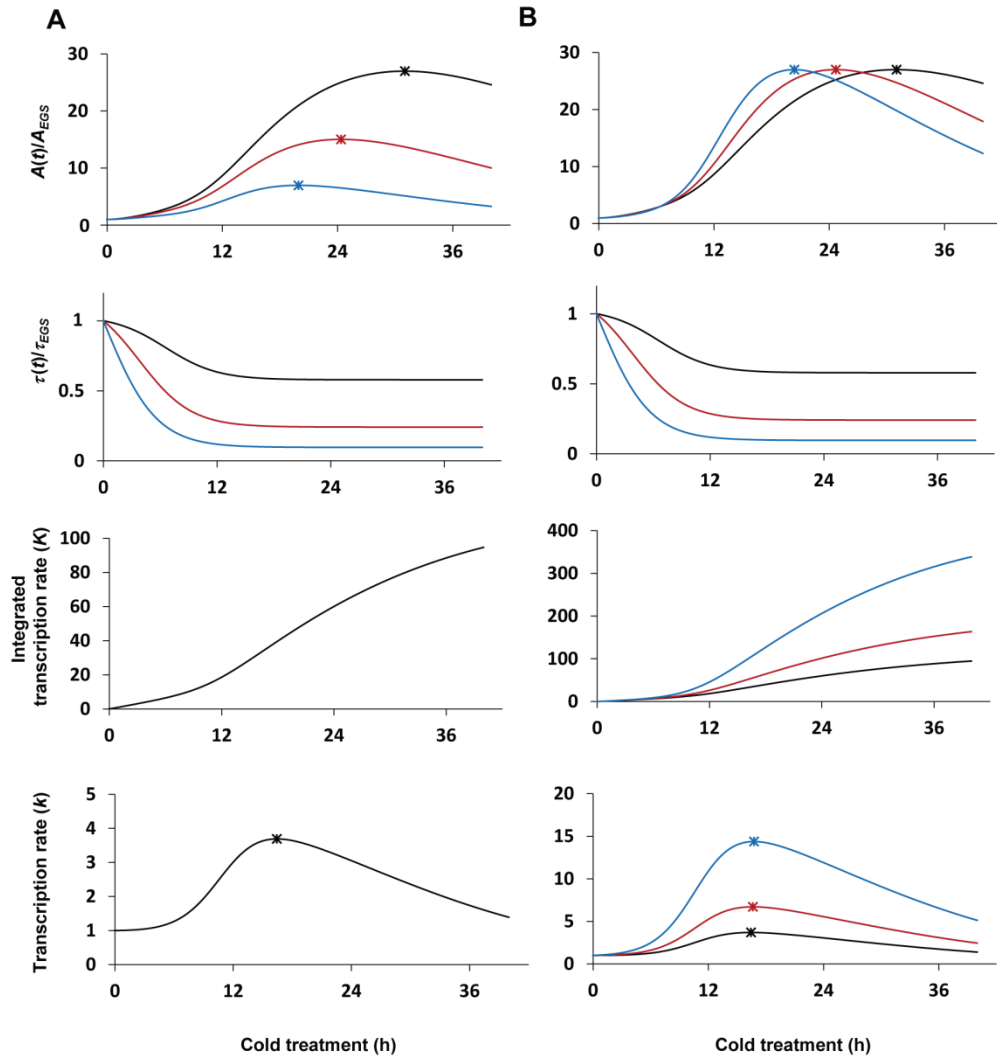 A
B
A(t)/A_EGS
30
20
10
0
0 12 24 36
30
20
10
0
0 12 24 36
τ(t)/τ_EGS
1
0.5
0
0 12 24 36
1
0.5
0
0 12 24 36
Integrated
transcription rate (K)
100
80
60
40
20
0
0 12 24 36
400
300
200
100
0
0 12 24 36
Transcription rate (k)
5
4
3
2
1
0
0 12 24 36
20
15
10
5
0
0 12 24 36
Cold treatment (h)
Cold treatment (h)